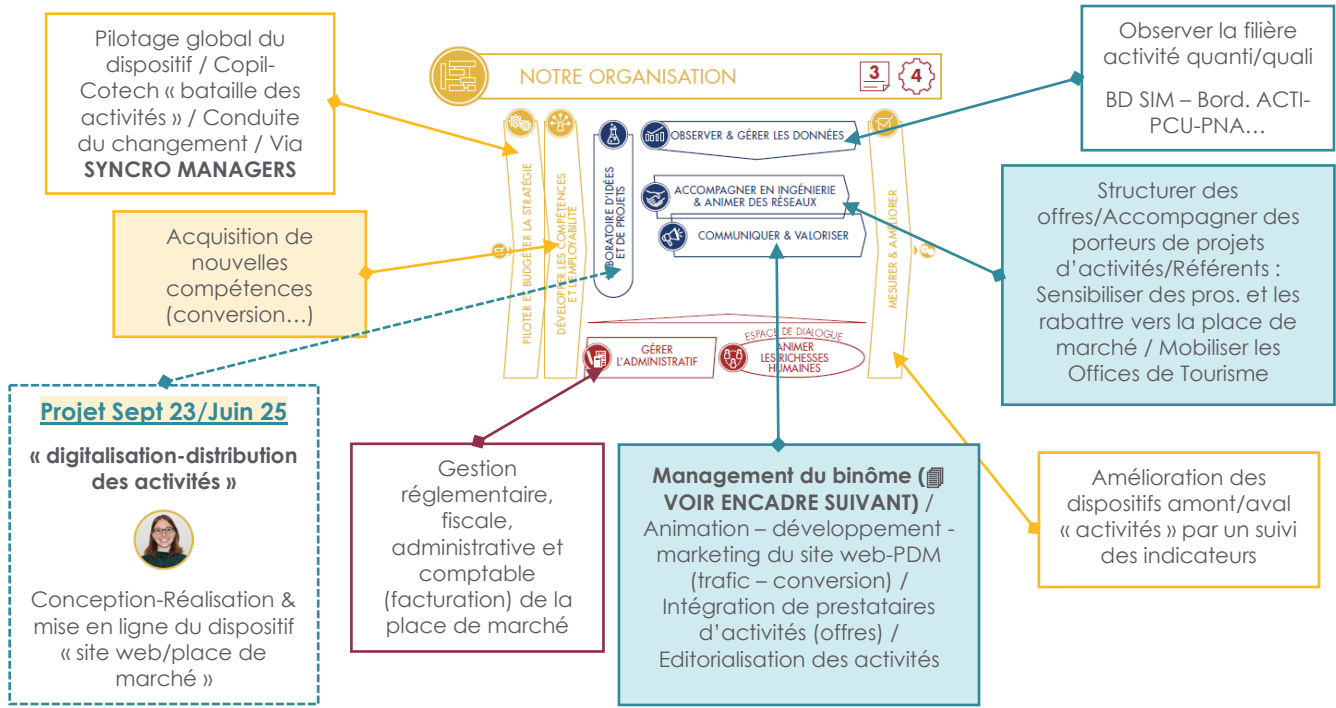 Pilotage global du
dispositif / Copil-
Cotech « bataille des
activités » / Conduite
du changement / Via
SYNCRO MANAGERS
NOTRE ORGANISATION
3
4
Observer la filière
activité quanti/quali
BD SIM – Bord. ACTI-
PCU-PNA…
PILOTER ET BUDGÉTER LA STRATÉGIE
DÉVELOPPER LES COMPÉTENCES
ET L'EMPLOYABILITÉ
BORATOIRE D'IDÉES
ET DE PROJETS
OBSERVER & GÉRER LES DONNÉES
ACCOMPAGNER EN INGÉNIERIE
& ANIMER DES RÉSEAUX
COMMUNIQUER & VALORISER
MESURER & AMÉLIORER
GÉRER
L'ADMINISTRATIF
ESPACE DE DIALOGUE
ANIMER
LES RICHESSES
HUMAINES
Acquisition de
nouvelles
compétences
(conversion…)
Structurer des
offres/Accompagner des
porteurs de projets
d'activités/Référents :
Sensibiliser des pros. et les
rabattre vers la place de
marché / Mobiliser les
Offices de Tourisme
Projet Sept 23/Juin 25
« digitalisation-distribution
des activités »
Conception-Réalisation &
mise en ligne du dispositif
« site web/place de
marché »
Gestion
réglementaire,
fiscale,
administrative et
comptable
(facturation) de la
place de marché
Management du binôme (
VOIR ENCADRE SUIVANT) /
Animation – développement -
marketing du site web-PDM
(trafic – conversion) /
Intégration de prestataires
d'activités (offres) /
Editorialisation des activités
Amélioration des
dispositifs amont/aval
« activités » par un suivi
des indicateurs